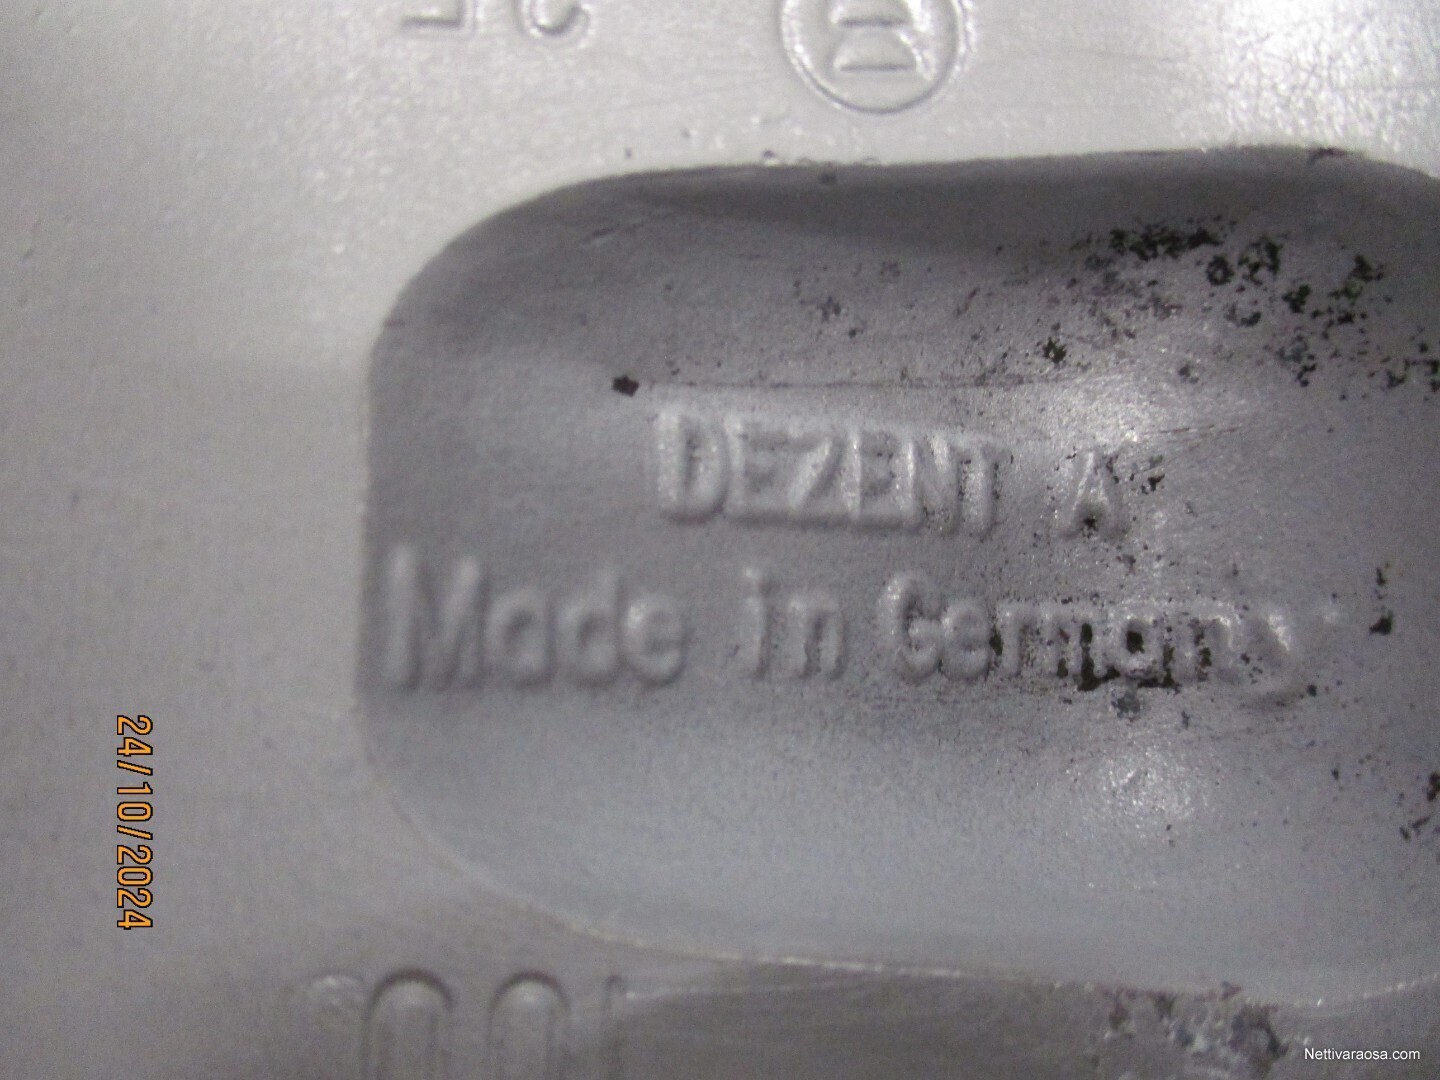 DEZENT A
Made in Germany
24/10/2024
Nettivaraosa.com